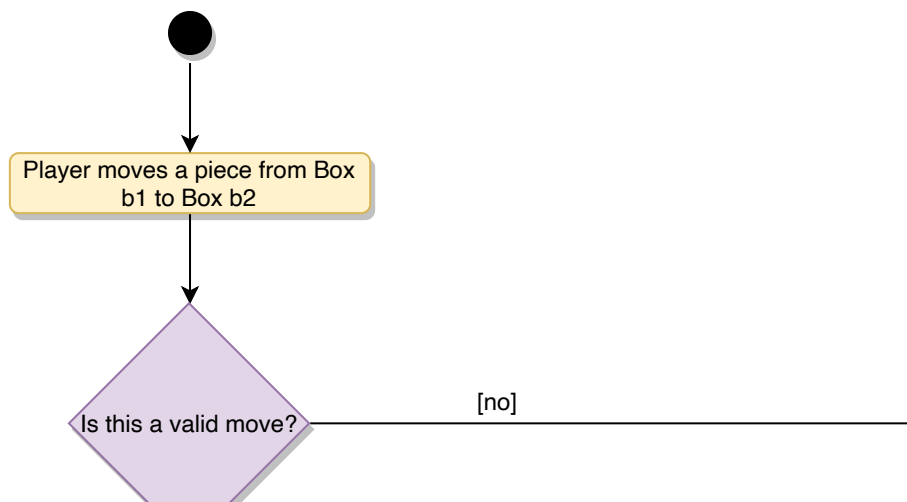 Player moves a piece from Box
b1 to Box b2
[no]
Is this a valid move?